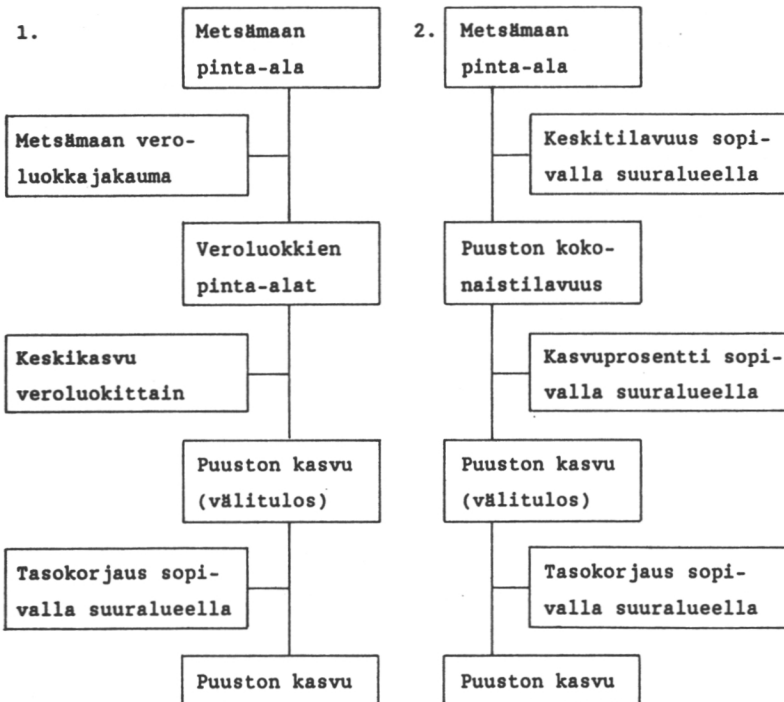 1.
Metsämaan
pinta-ala
Metsämaan vero-
luokkajakauma
Veroluokkien
pinta-alat
Keskikasvu
veroluokittain
Puuston kasvu
(välitulos)
Tasokorjaus sopi-
valla suuralueella
Puuston kasvu
2.
Metsämaan
pinta-ala
Keskitilavuus sopi-
valla suuralueella
Puuston koko-
naistilavuus
Kasvuprosentti sopi-
valla suuralueella
Puuston kasvu
(välitulos)
Tasokorjaus sopi-
valla suuralueella
Puuston kasvu